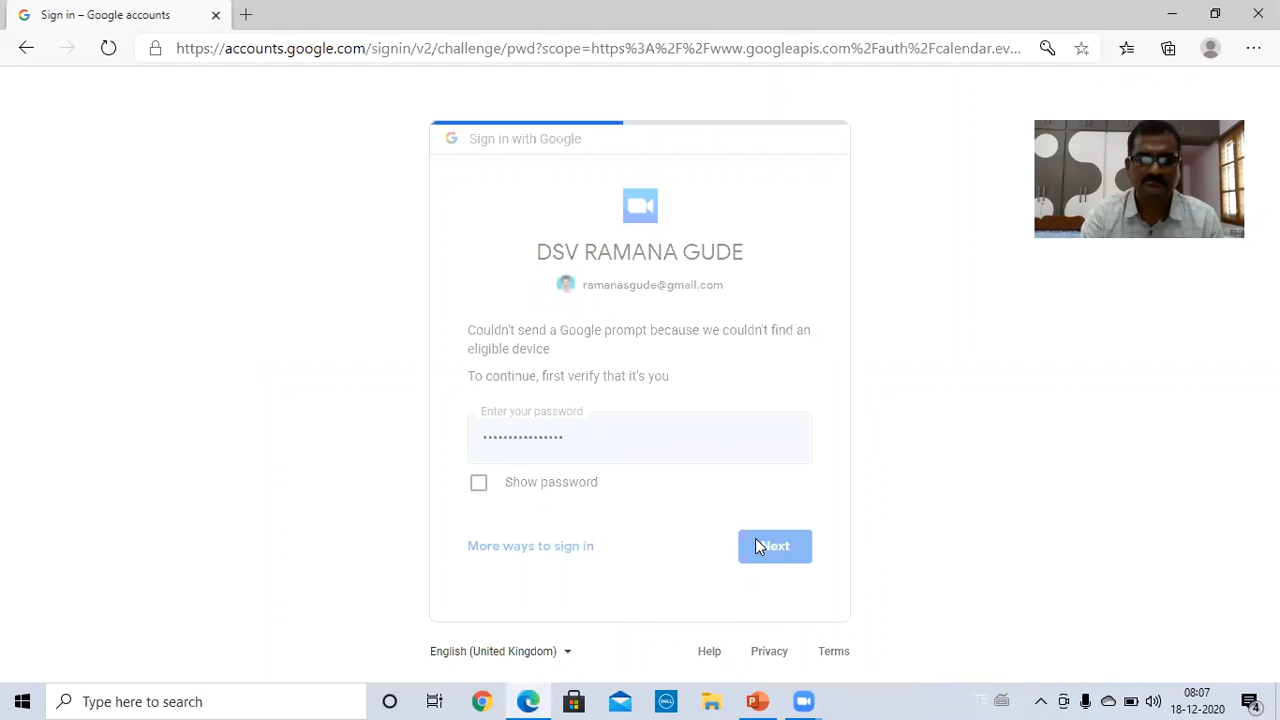 Sign in – Google accounts
https://accounts.google.com/signin/v2/challenge/pwd?scope=https%3A%2F%2Fwww.googleapis.com%2Fauth%2Fcalendar.ev...
Sign in with Google
DSV RAMANA GUDE
ramanasgude@gmail.com
Couldn't send a Google prompt because we couldn't find an
eligible device
To continue, first verify that it's you
Enter your password
••••••••••••••••
Show password
More ways to sign in
Next
English (United Kingdom)
Help
Privacy
Terms
Type here to search
DELL
P
TE
08:07
18-12-2020
4